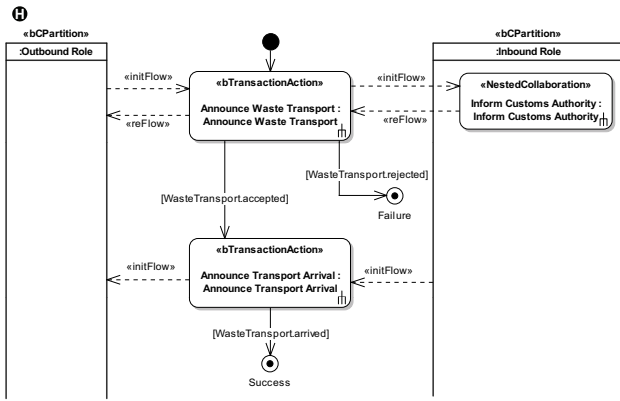 H
«bCPartition»
:Outbound Role
«bCPartition»
:Inbound Role
«initFlow»
«reFlow»
«bTransactionAction»
Announce Waste Transport :
Announce Waste Transport
«initFlow»
«reFlow»
«NestedCollaboration»
Inform Customs Authority :
Inform Customs Authority
[WasteTransport.accepted]
[WasteTransport.rejected]
Failure
«initFlow»
«bTransactionAction»
Announce Transport Arrival :
Announce Transport Arrival
«initFlow»
[WasteTransport.arrived]
Success